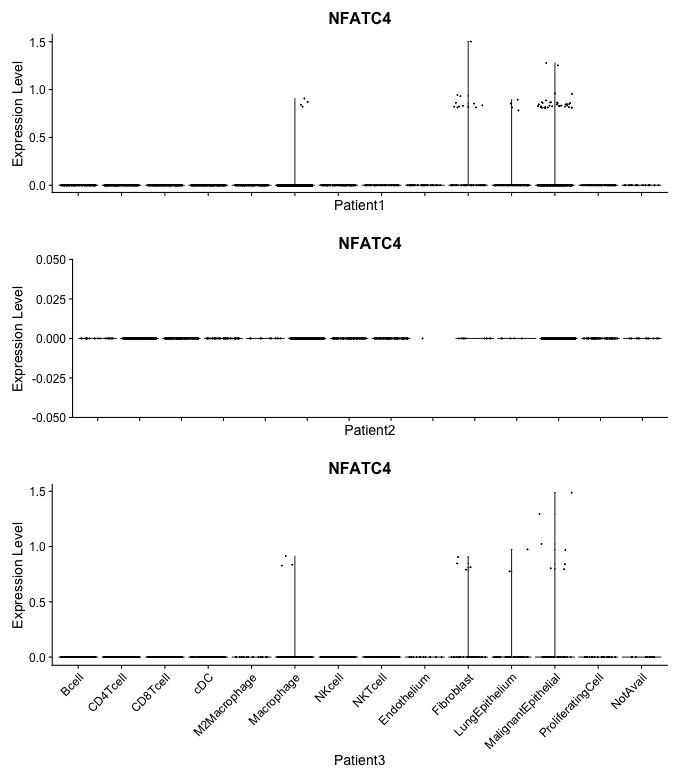 NFATC4
Expression Level
1.5
1.0
0.5
0.0
Patient1
NFATC4
Expression Level
0.050
0.025
0.000
-0.025
-0.050
Patient2
NFATC4
Expression Level
1.5
1.0
0.5
0.0
Bcell
CD4Tcell
CD8Tcell
cDC
M2Macrophage
Macrophage
NKcell
NKTcell
Endothelium
Fibroblast
LungEpithelium
MalignantEpithelial
ProliferatingCell
NotAvail
Patient3